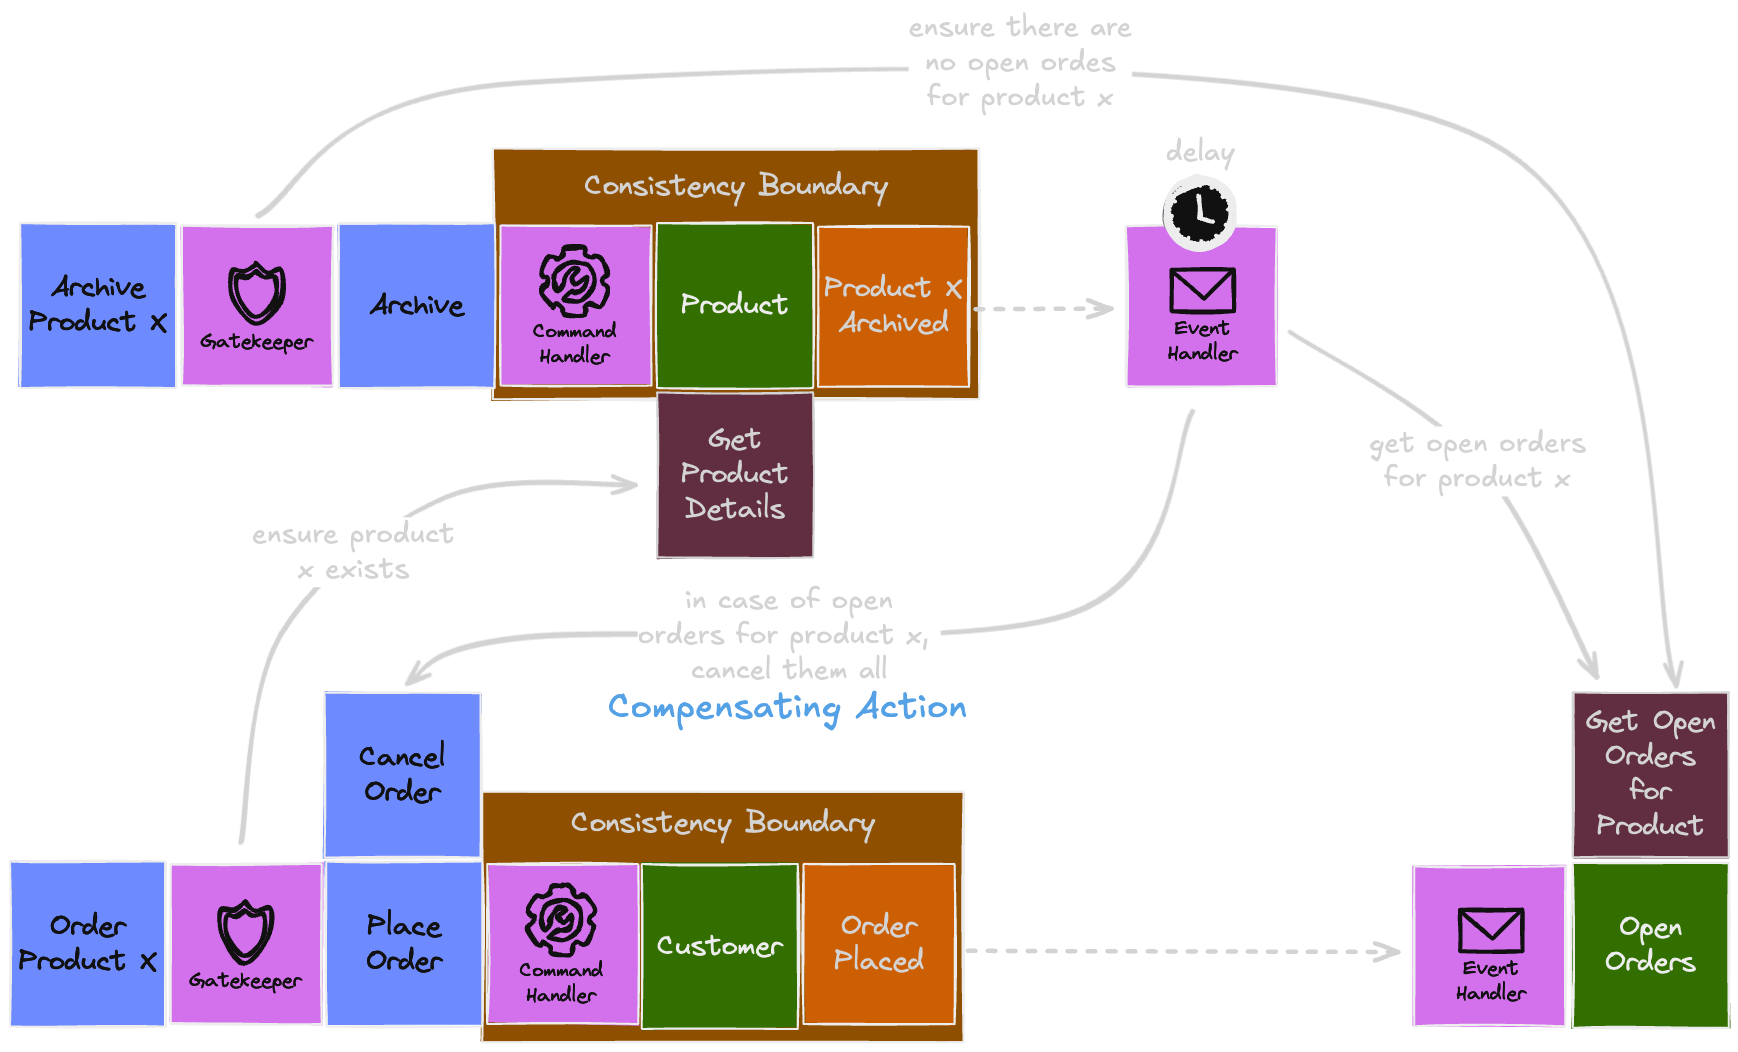 ensure there are
no open ordes
for product x
delay
Consistency Boundary
Archive
Product X
Gatekeeper
Archive
Command
Handler
Product
Product X
Archived
Event
Handler
Get
Product
Details
get open orders
for product x
ensure product
x exists
in case of open
orders for product x,
cancel them all
Compensating Action
Cancel
Order
Get Open
Orders
for
Product
Consistency Boundary
Order
Product X
Gatekeeper
Place
Order
Command
Handler
Customer
Order
Placed
Event
Handler
Open
Orders